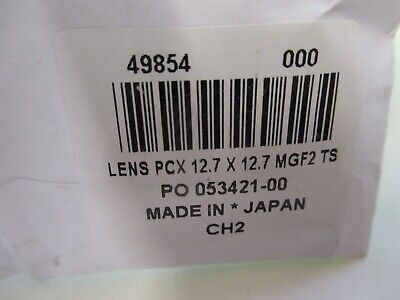 49854 000
LENS PCX 12.7 X 12.7 MGF2 TS
PO 053421-00
MADE IN * JAPAN
CH2